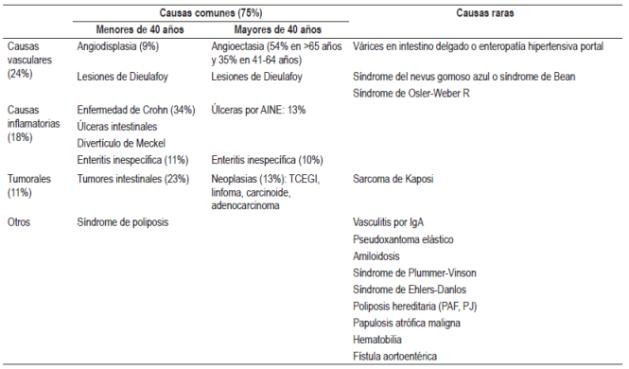 Causas comunes (75%) Causas raras
Menores de 40 años Mayores de 40 años
Causas Angiodisplasia (9%) Angioectasia (54% en >65 años Várices en intestino delgado o enteropatía hipertensiva portal
vasculares y 35% en 41-64 años)
(24%) Lesiones de Dieulafoy Lesiones de Dieulafoy Síndrome del nevus gomoso azul o síndrome de Bean
Síndrome de Osler-Weber R
Causas Enfermedad de Crohn (34%) Úlceras por AINE: 13%
inflamatorias Úlceras intestinales
(18%) Divertículo de Meckel
Enteritis inespecífica (11%) Enteritis inespecífica (10%)
Tumorales Tumores intestinales (23%) Neoplasias (13%): TCEGI, Sarcoma de Kaposi
(11%) linfoma, carcinoide,
adenocarcinoma
Otros Síndrome de poliposis Vasculitis por IgA
Pseudoxantoma elástico
Amiloidosis
Síndrome de Plummer-Vinson
Síndrome de Ehlers-Danlos
Poliposis hereditaria (PAF, PJ)
Papulosis atrófica maligna
Hematobilia
Fístula aortoentérica